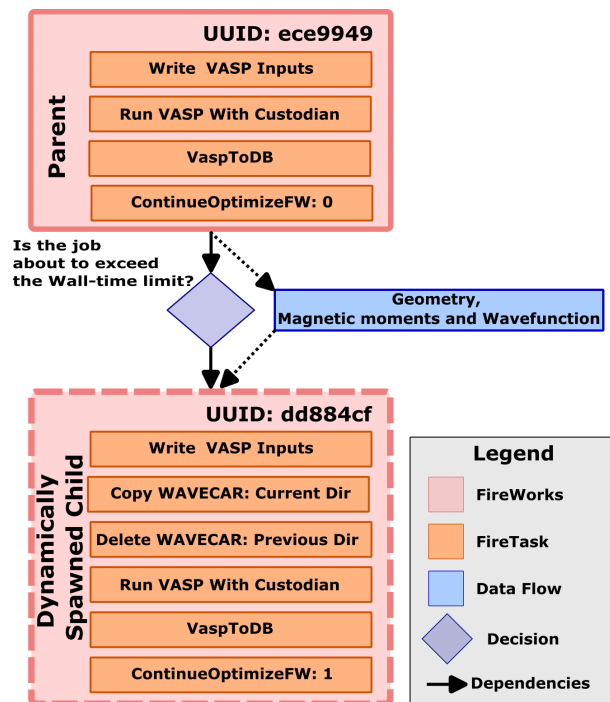 UUID: ece9949
Parent
Write VASP Inputs
Run VASP With Custodian
VaspToDB
ContinueOptimizeFW: 0
Is the job
about to exceed
the Wall-time limit?
Geometry,
Magnetic moments and Wavefunction
UUID: dd884cf
Dynamically
Spawned Child
Write VASP Inputs
Copy WAVECAR: Current Dir
Delete WAVECAR: Previous Dir
Run VASP With Custodian
VaspToDB
ContinueOptimizeFW: 1
Legend
FireWorks
FireTask
Data Flow
Decision
Dependencies